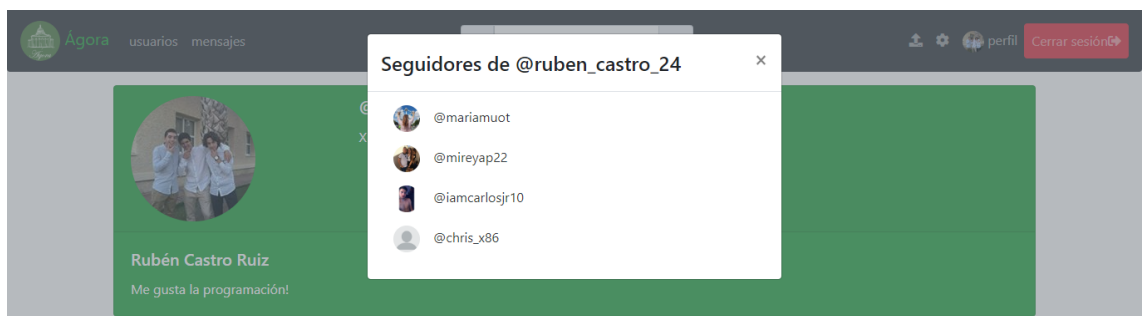 Ágora usuarios mensajes perfil Cerrar sesión
Seguidores de @ruben_castro_24 ×
@mariamuot
@mireyap22
@iamcarlosjr10
@chris_x86
Rubén Castro Ruiz
Me gusta la programación!